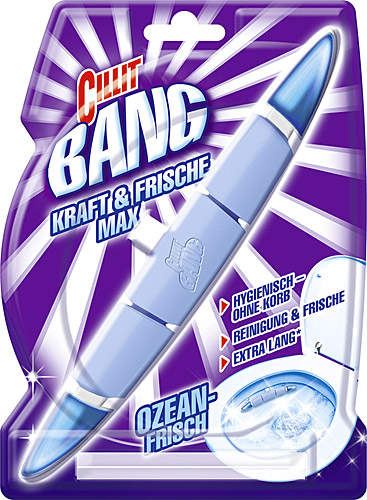 CILLIT
BANG
KRAFT & FRISCHE
MAX
CILLIT
BANG
HYGIENISCH –
OHNE KORB
REINIGUNG & FRISCHE
EXTRA LANG*
OZEAN-
FRISCH